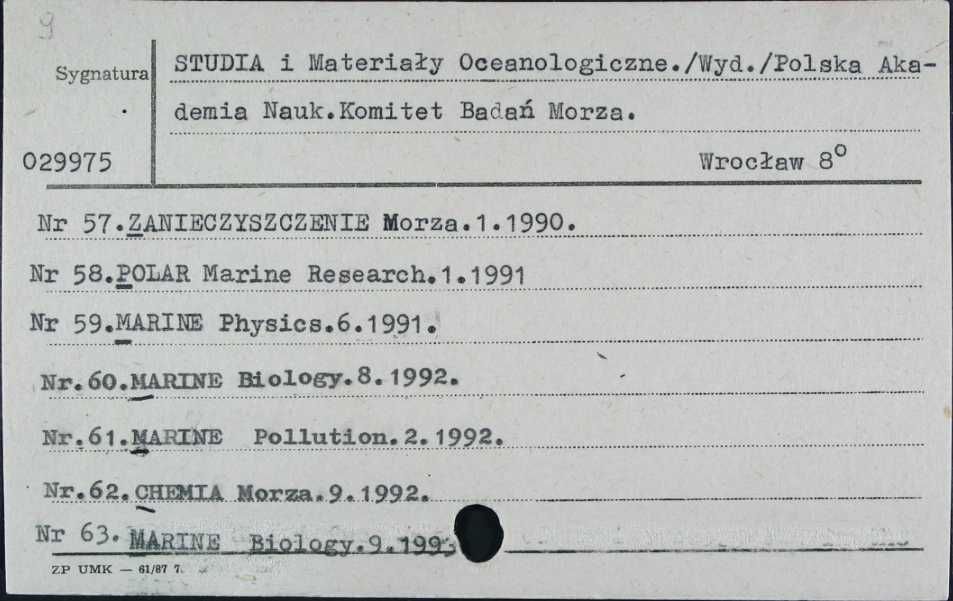 9
STUDIA i Materiały Oceanologiczne./Wyd./Polska Aka-
Sygnatura
demia Nauk.Komitet Badań Morza.
029975
Wrocław 8°
Nr 57.ZANIECZYSZCZENIE Morza.1.1990.
Nr 58.POLAR Marine Research.1.1991
Nr 59.MARINE Physics.6.1991.
Nr.60.MARINE Biology.8.1992.
Nr.61.MARINE Pollution.2.1992.
Nr.62.CHEMIA Morza.9.1992.
Nr 63.MARINE Biology.9.1993
ZP UMK — 61/87 7.